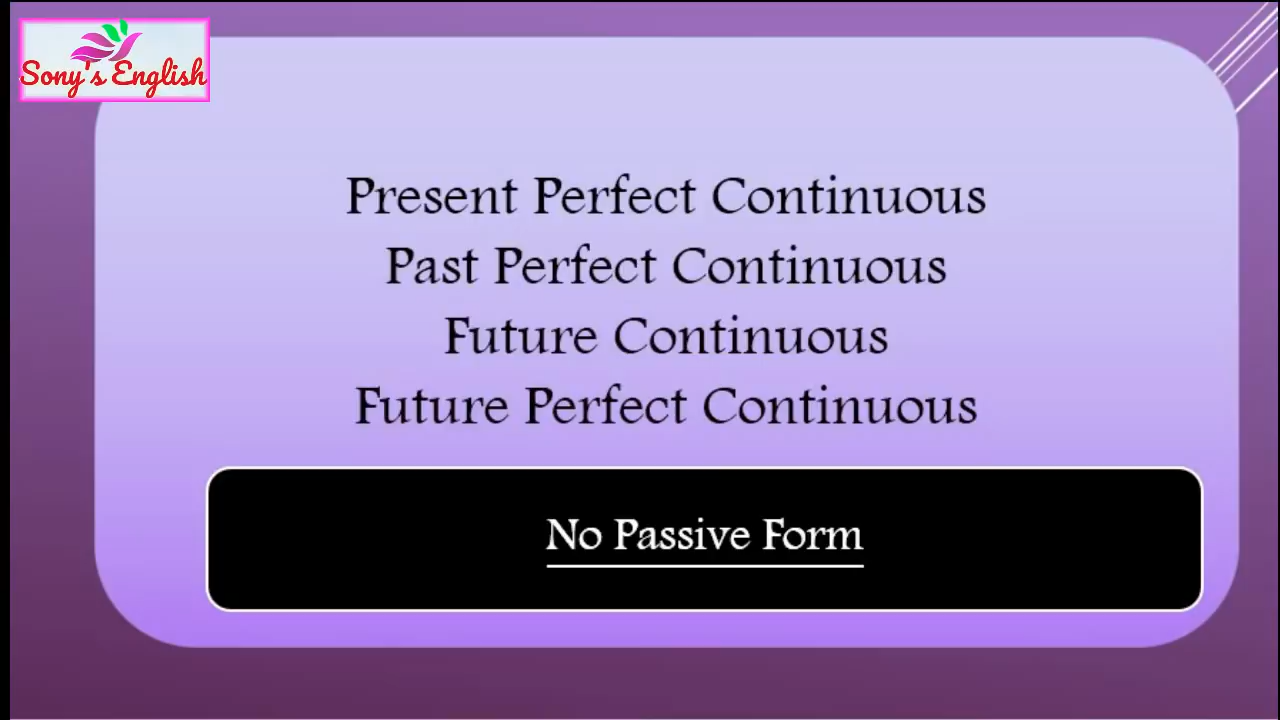 Sony's English
Present Perfect Continuous
Past Perfect Continuous
Future Continuous
Future Perfect Continuous
No Passive Form